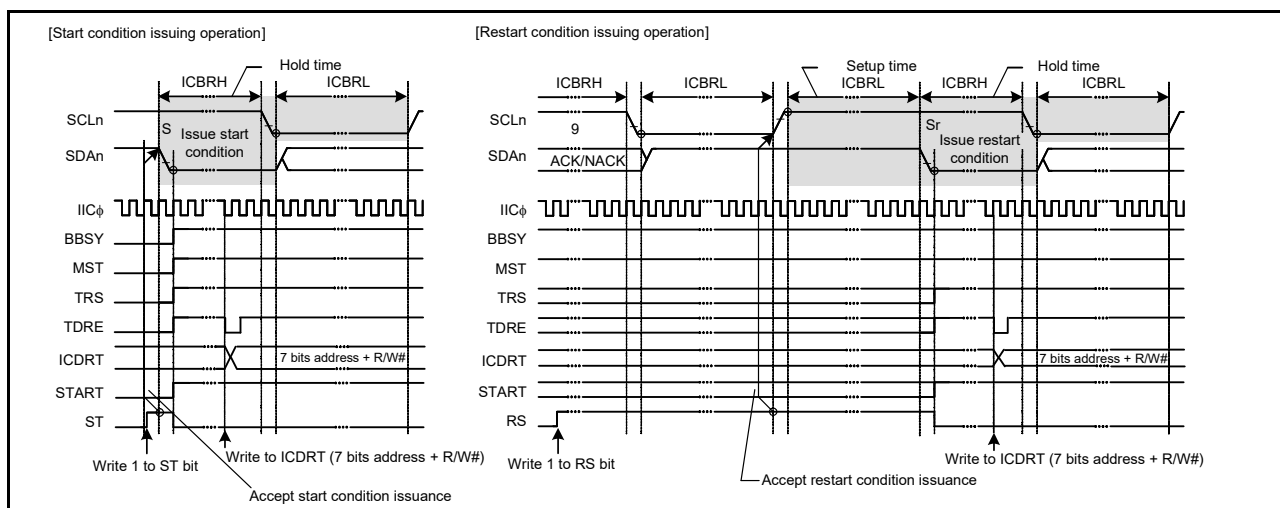 [Start condition issuing operation]
[Restart condition issuing operation]
ICBRH
Hold time
ICBRL
ICBRH
ICBRL
Setup time
ICBRL
ICBRH
Hold time
ICBRL
SCLn
S
Issue start
condition
SDAn
IICϕ
BBSY
MST
TRS
TDRE
ICDRT
7 bits address + R/W#
START
ST
Write 1 to ST bit
Write to ICDRT (7 bits address + R/W#)
Accept start condition issuance
SCLn
9
Sr
Issue restart
condition
SDAn
ACK/NACK
IICϕ
BBSY
MST
TRS
TDRE
ICDRT
7 bits address + R/W#
START
RS
Write 1 to RS bit
Write to ICDRT (7 bits address + R/W#)
Accept restart condition issuance